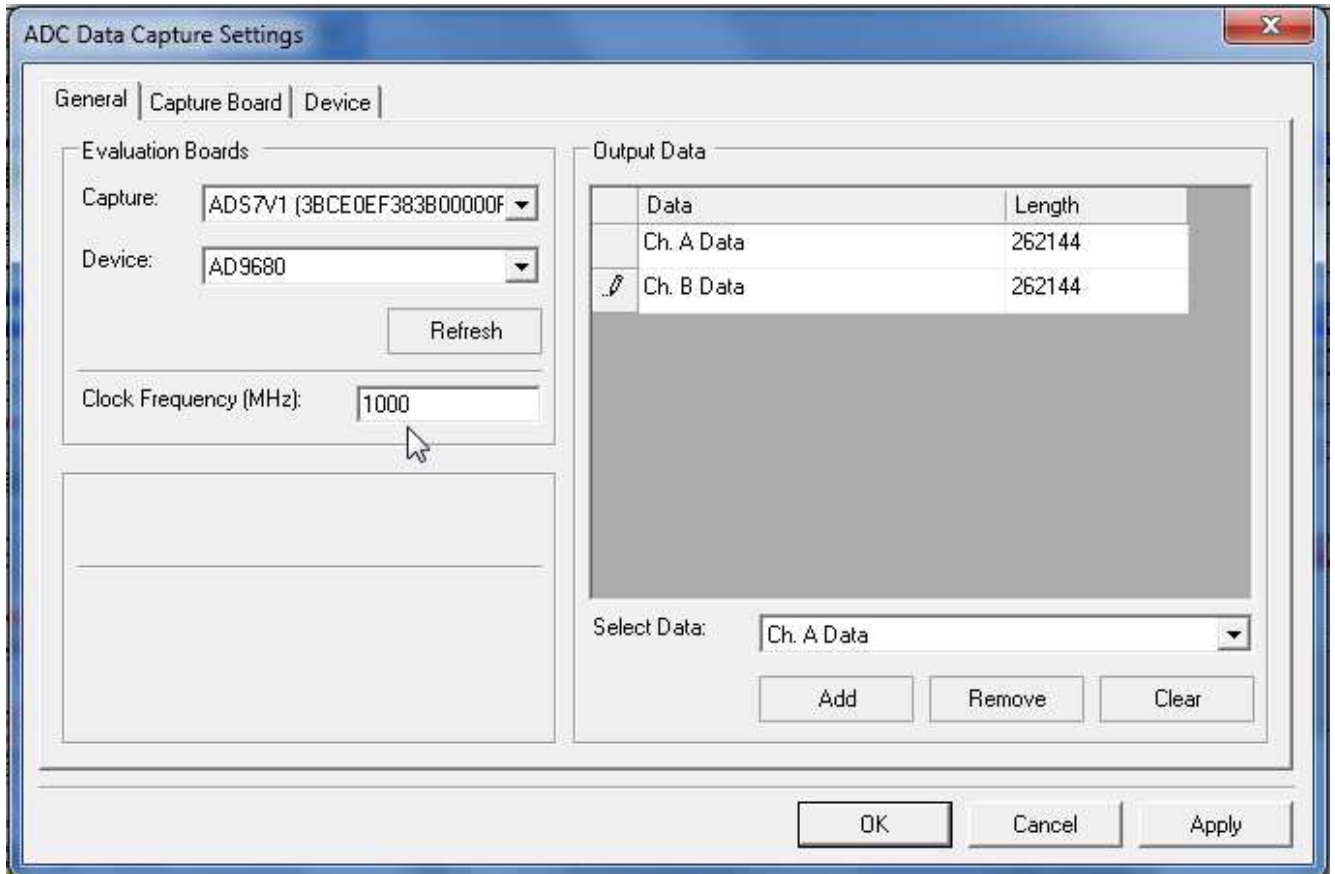 ADC Data Capture Settings
General Capture Board Device
Evaluation Boards
Capture: ADS7V1 (3BCE0EF383B00000F
Device: AD9680
Refresh
Clock Frequency (MHz): 1000
Output Data
Data Length
Ch. A Data 262144
Ch. B Data 262144
Select Data: Ch. A Data
Add Remove Clear
OK Cancel Apply